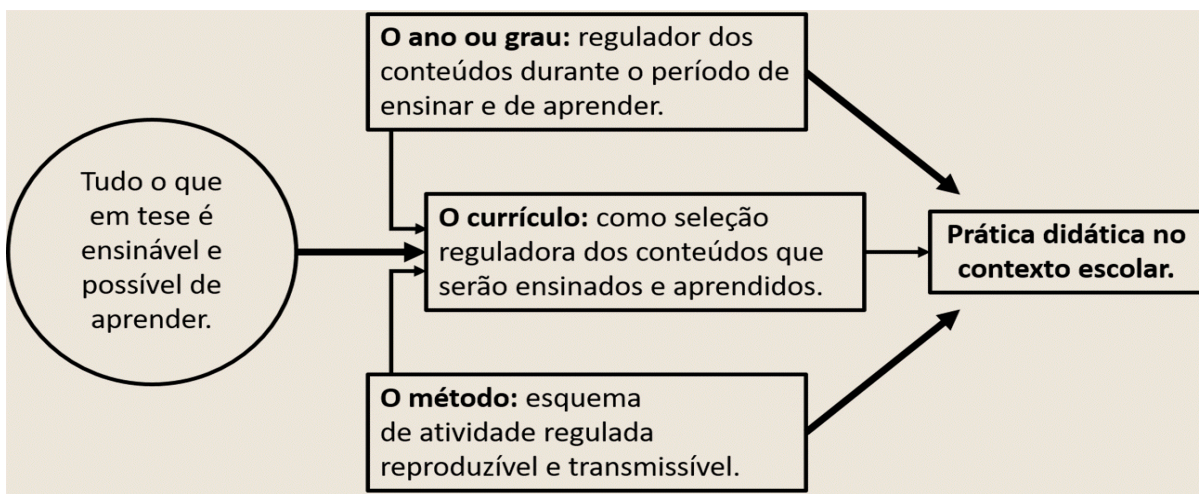 O ano ou grau: regulador dos
conteúdos durante o período de
ensinar e de aprender.
Tudo o que
em tese é
ensinável e
possível de
aprender.
O currículo: como seleção
reguladora dos conteúdos que
serão ensinados e aprendidos.
Prática didática no
contexto escolar.
O método: esquema
de atividade regulada
reproduzível e transmissível.